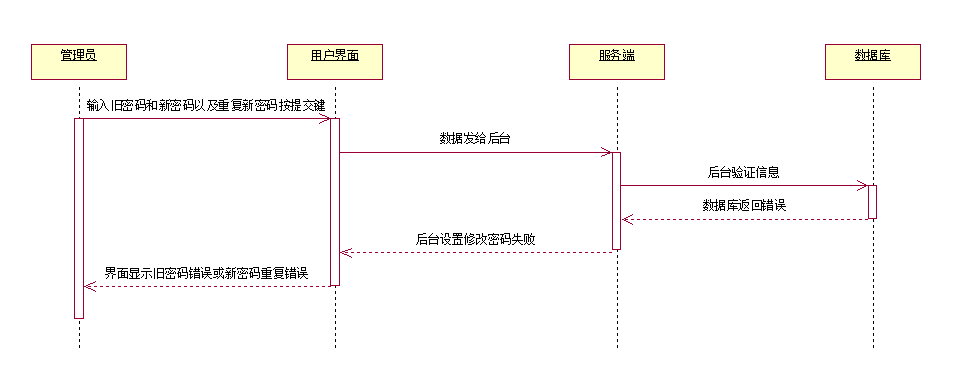 管理员
用户界面
服务端
数据库
输入旧密码和新密码以及重复新密码按提交键
数据发给后台
后台验证信息
数据库返回错误
后台设置修改密码失败
界面显示旧密码错误或新密码重复错误